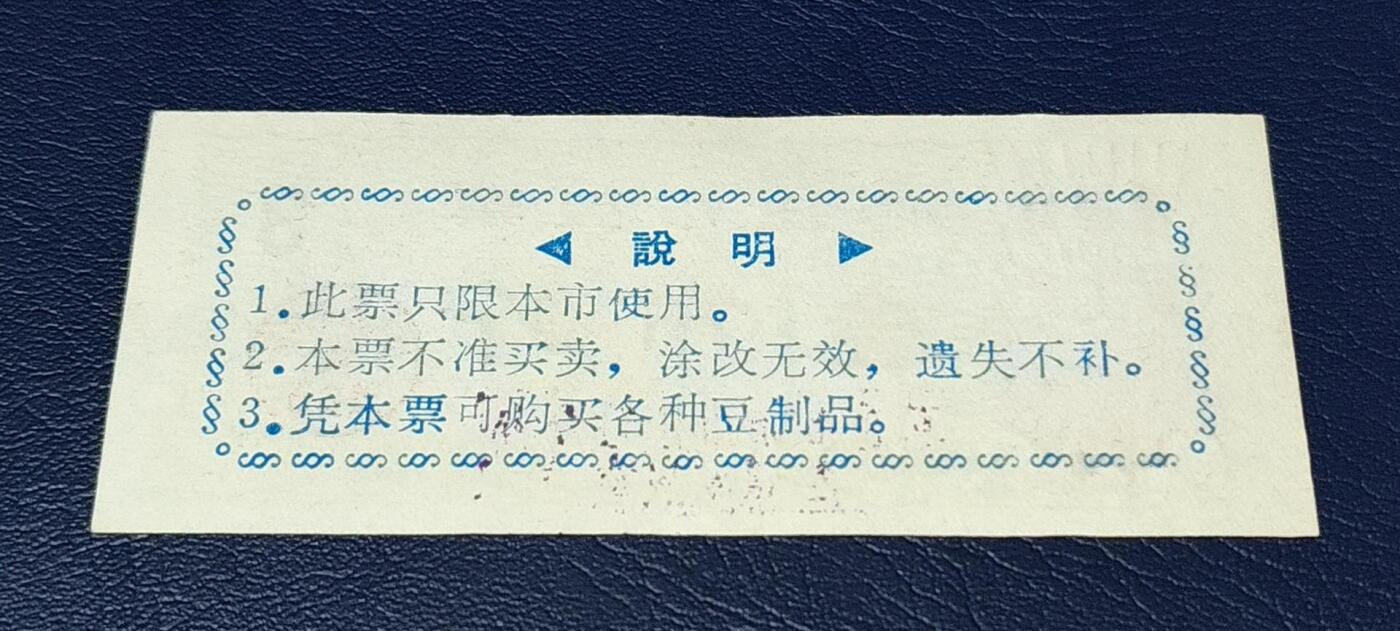 ◀ 說 明 ▶
1.此票只限本市使用。
2.本票不准买卖，涂改无效，遗失不补。
3.凭本票可购买各种豆制品。